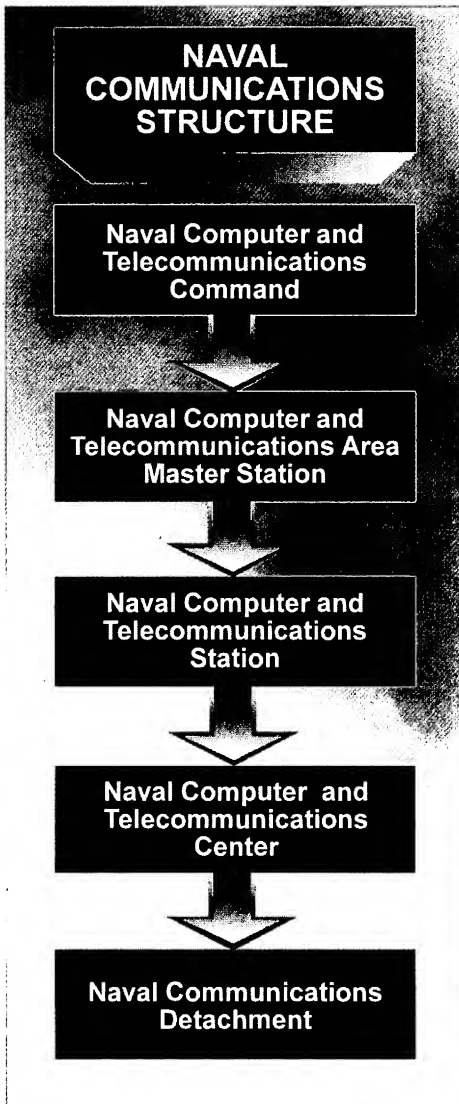 NAVAL
COMMUNICATIONS
STRUCTURE
Naval Computer and
Telecommunications
Command
Naval Computer and
Telecommunications Area
Master Station
Naval Computer and
Telecommunications
Station
Naval Computer and
Telecommunications
Center
Naval Communications
Detachment